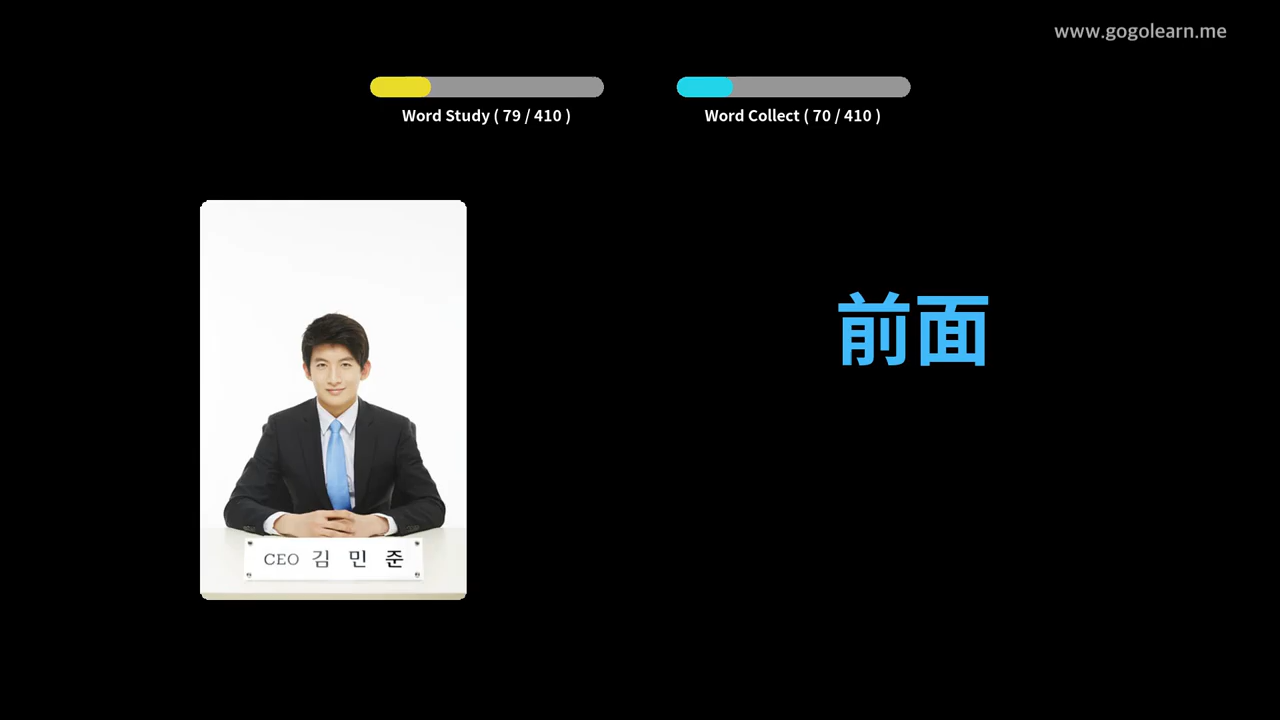 www.gogolearn.me
Word Study ( 79 / 410 )
Word Collect ( 70 / 410 )
前面
CEO 김 민 준